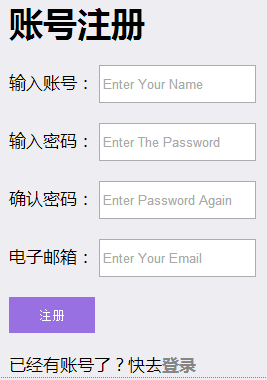 账号注册
输入账号： Enter Your Name
输入密码： Enter The Password
确认密码： Enter Password Again
电子邮箱： Enter Your Email
注册
已经有账号了？快去登录